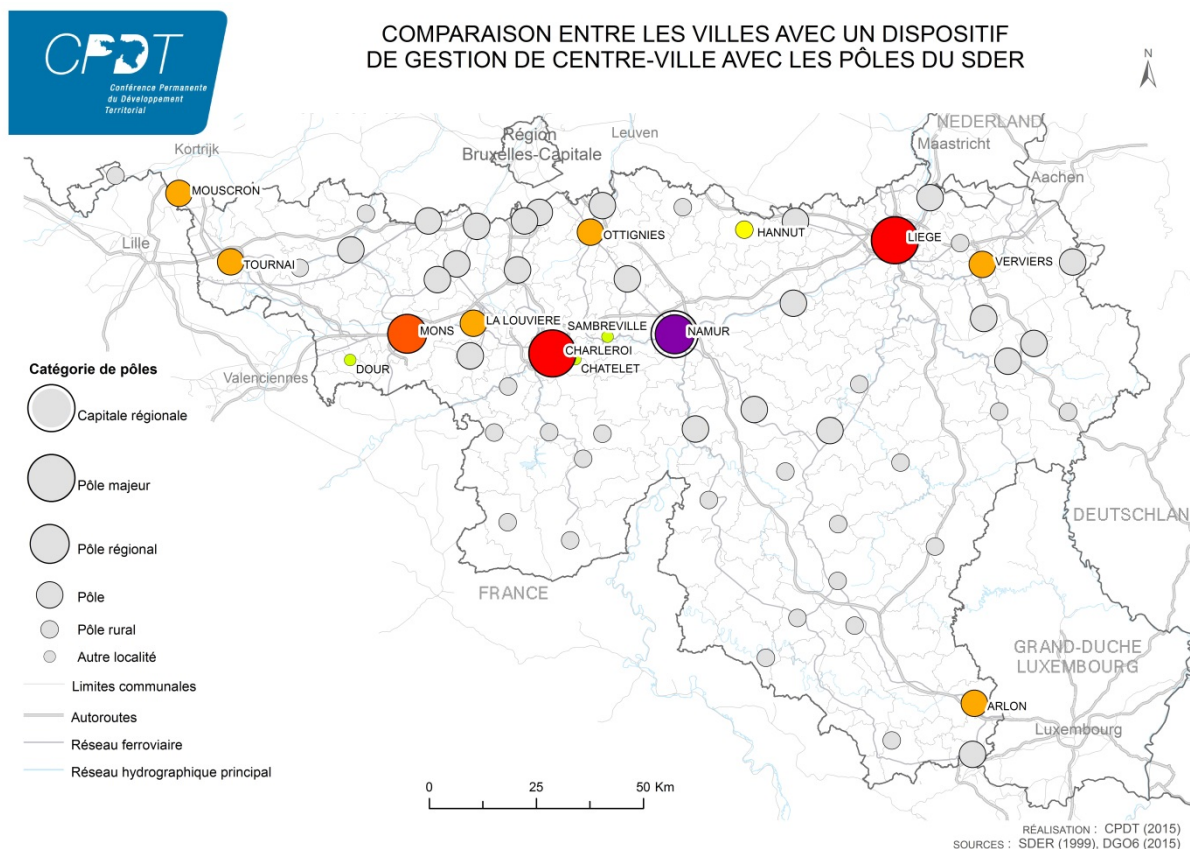 CPDT
Conférence Permanente
du Développement
Territorial
COMPARAISON ENTRE LES VILLES AVEC UN DISPOSITIF
DE GESTION DE CENTRE-VILLE AVEC LES PÔLES DU SDER
N
Kortrijk
Région
Bruxelles-Capitale
Leuven
NEDERLAND
Maastricht
Aachen
MOUSCRON
Lille
TOURNAI
OTTIGNIES
HANNUT
LIEGE
VERVIERS
MONS
LA LOUVIERE
SAMBREVILLE
NAMUR
CHARLEROI
CHATELET
DOUR
Valenciennes
Catégorie de pôles
Capitale régionale
Pôle majeur
Pôle régional
Pôle
Pôle rural
Autre localité
Limites communales
Autoroutes
Réseau ferroviaire
Réseau hydrographique principal
DEUTSCHLAN
FRANCE
GRAND-DUCHE
LUXEMBOURG
ARLON
Luxembourg
0 25 50 Km
RÉALISATION : CPDT (2015)
SOURCES : SDER (1999), DGO6 (2015)